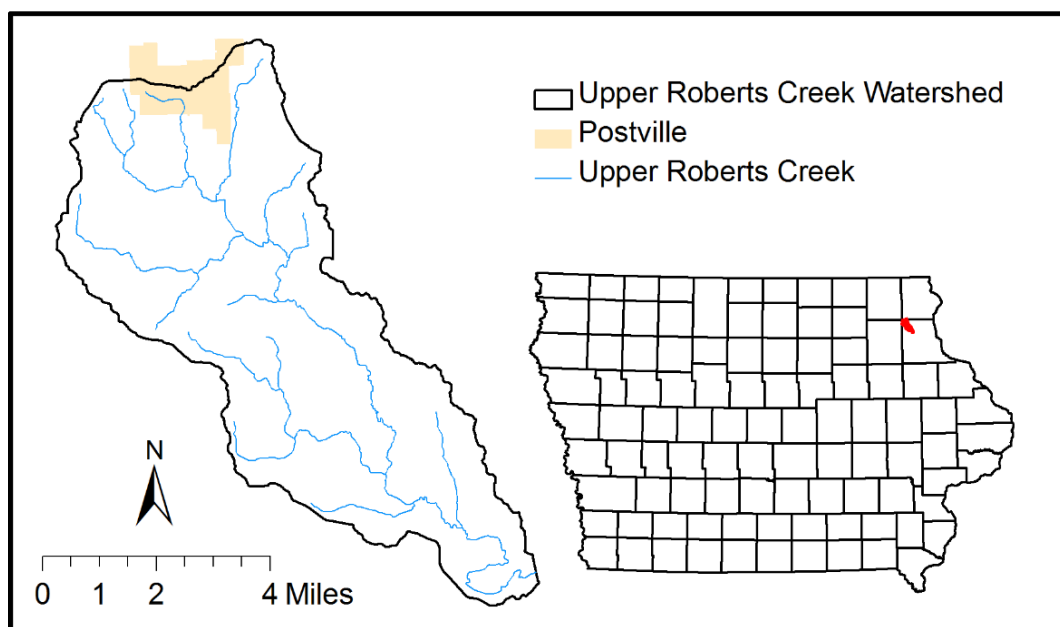 Upper Roberts Creek Watershed
Postville
Upper Roberts Creek
N
0 1 2 4 Miles